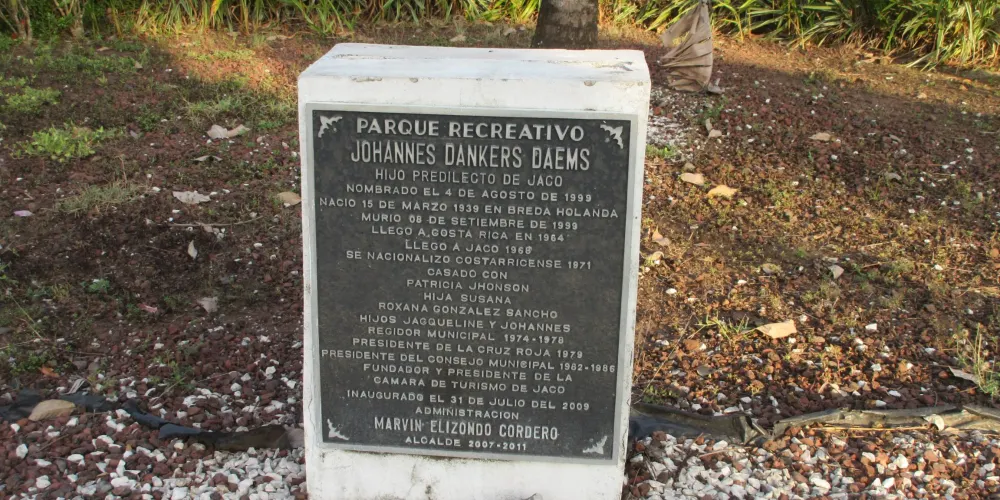 PARQUE RECREATIVO
JOHANNES DANKERS DAEMS
HIJO PREDILECTO DE JACO
NOMBRADO EL 4 DE AGOSTO DE 1999
NACIO 15 DE MARZO 1939 EN BREDA HOLANDA
MURIO 08 DE SETIEMBRE DE 1999
LLEGO A COSTA RICA EN 1964
LLEGO A JACO 1968
SE NACIONALIZO COSTARRICENSE 1971
CASADO CON
PATRICIA JHONSON
HIJA SUSANA
ROXANA GONZALEZ SANCHO
HIJOS JAGQUELINE Y JOHANNES
REGIDOR MUNICIPAL 1974-1978
PRESIDENTE DE LA CRUZ ROJA 1979
PRESIDENTE DEL CONSEJO MUNICIPAL 1982-1986
FUNDADOR Y PRESIDENTE DE LA
CAMARA DE TURISMO DE JACO
INAUGURADO EL 31 DE JULIO DEL 2009
ADMINISTRACION
MARVIN ELIZONDO CORDERO
ALCALDE 2007-2011